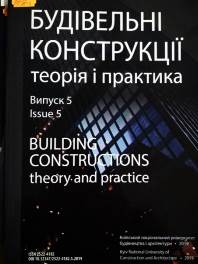 БУДІВЕЛЬНІ
КОНСТРУКЦІЇ
теорія і практика
Випуск 5
Issue 5
BUILDING
CONSTRUCTIONS
theory and practice
Київський національний університет
будівництва і архітектури • 2019
Kyiv National University of
Construction and Architecture • 2019
ISSN 2522-4182
DOI 10.32347/2522-4182.5.2019